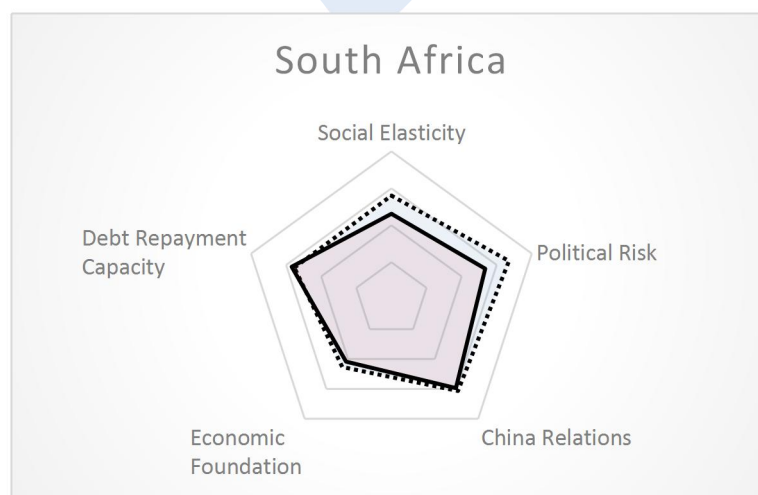 South Africa
Social Elasticity
Debt Repayment
Capacity
Political Risk
Economic
Foundation
China Relations